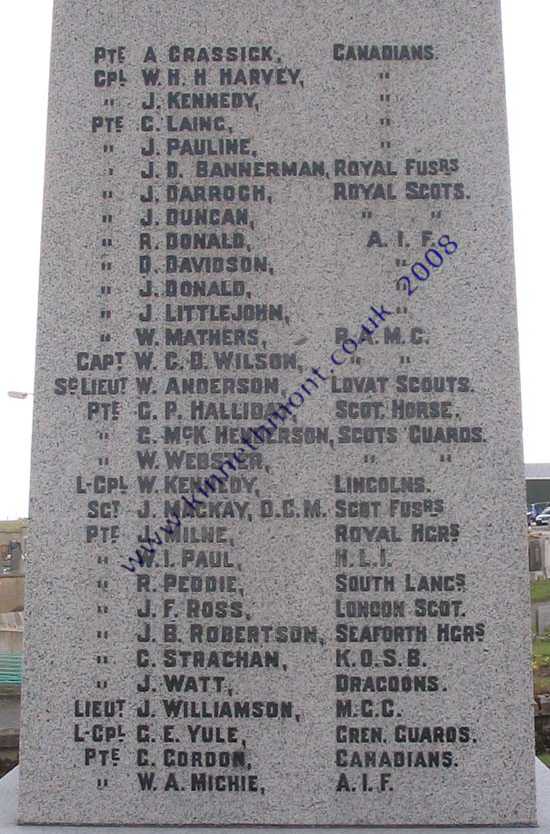 PTE A GRASSICK, CANADIANS.
CPL W. H. H HARVEY, "
" J. KENNEDY, "
PTE G. LAING, "
" J. PAULINE, "
" J. D. BANNERMAN, ROYAL FUSRS
" J. DARROCH, ROYAL SCOTS.
" J. DUNCAN, " "
" R. DONALD, A. I. F.
" D. DAVIDSON, "
" J. DONALD, "
" J. LITTLEJOHN, "
" W. MATHERS, R. A. M. C.
CAPT W. C. D. WILSON, " "
SC LIEUT W. ANDERSON, LOVAT SCOUTS.
PTE G. P. HALLIDAY, SCOT. HORSE.
" G. MCK HENDERSON, SCOTS GUARDS.
" W. WEBSTER, " "
L-CPL W. KENNEDY, LINCOLNS.
SGT J. MACKAY, D. C. M. SCOT FUSRS
PTE J. MILNE, ROYAL HGRS
" W. I. PAUL, H. L. I.
" R. PEDDIE, SOUTH LANCS
" J. F. ROSS, LONDON SCOT.
" J. B. ROBERTSON, SEAFORTH HGRS
" G. STRACHAN, K. O. S. B.
" J. WATT, DRAGOONS.
LIEUT J. WILLIAMSON, M. G. C.
L-CPL G. E. YULE, GREN. GUARDS.
PTE G. GORDON, CANADIANS.
" W. A. MICHIE, A. I. F.
www.kinnethmont.co.uk 2008